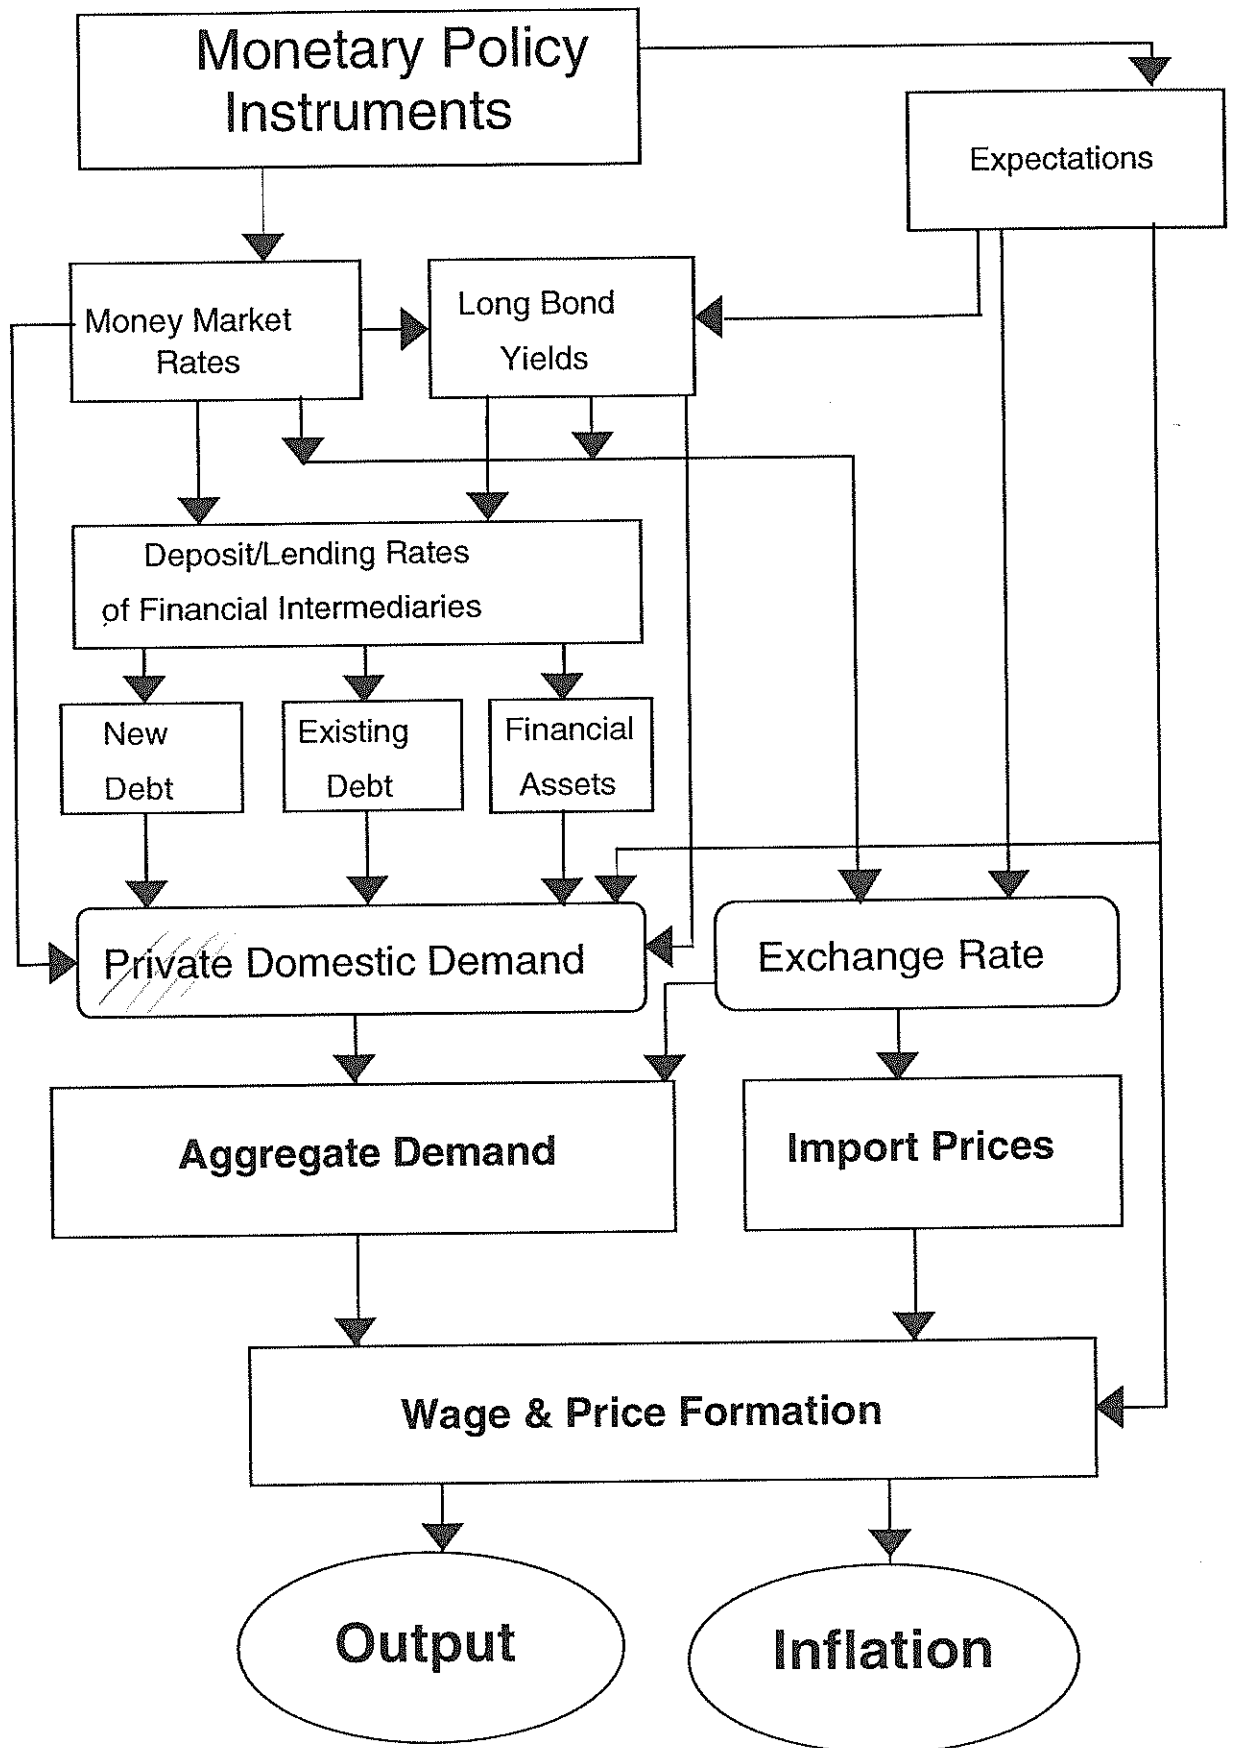 Monetary Policy
Instruments
Expectations
Money Market
Rates
Long Bond
Yields
Deposit/Lending Rates
of Financial Intermediaries
New
Debt
Existing
Debt
Financial
Assets
Private Domestic Demand
Exchange Rate
Aggregate Demand
Import Prices
Wage & Price Formation
Output
Inflation